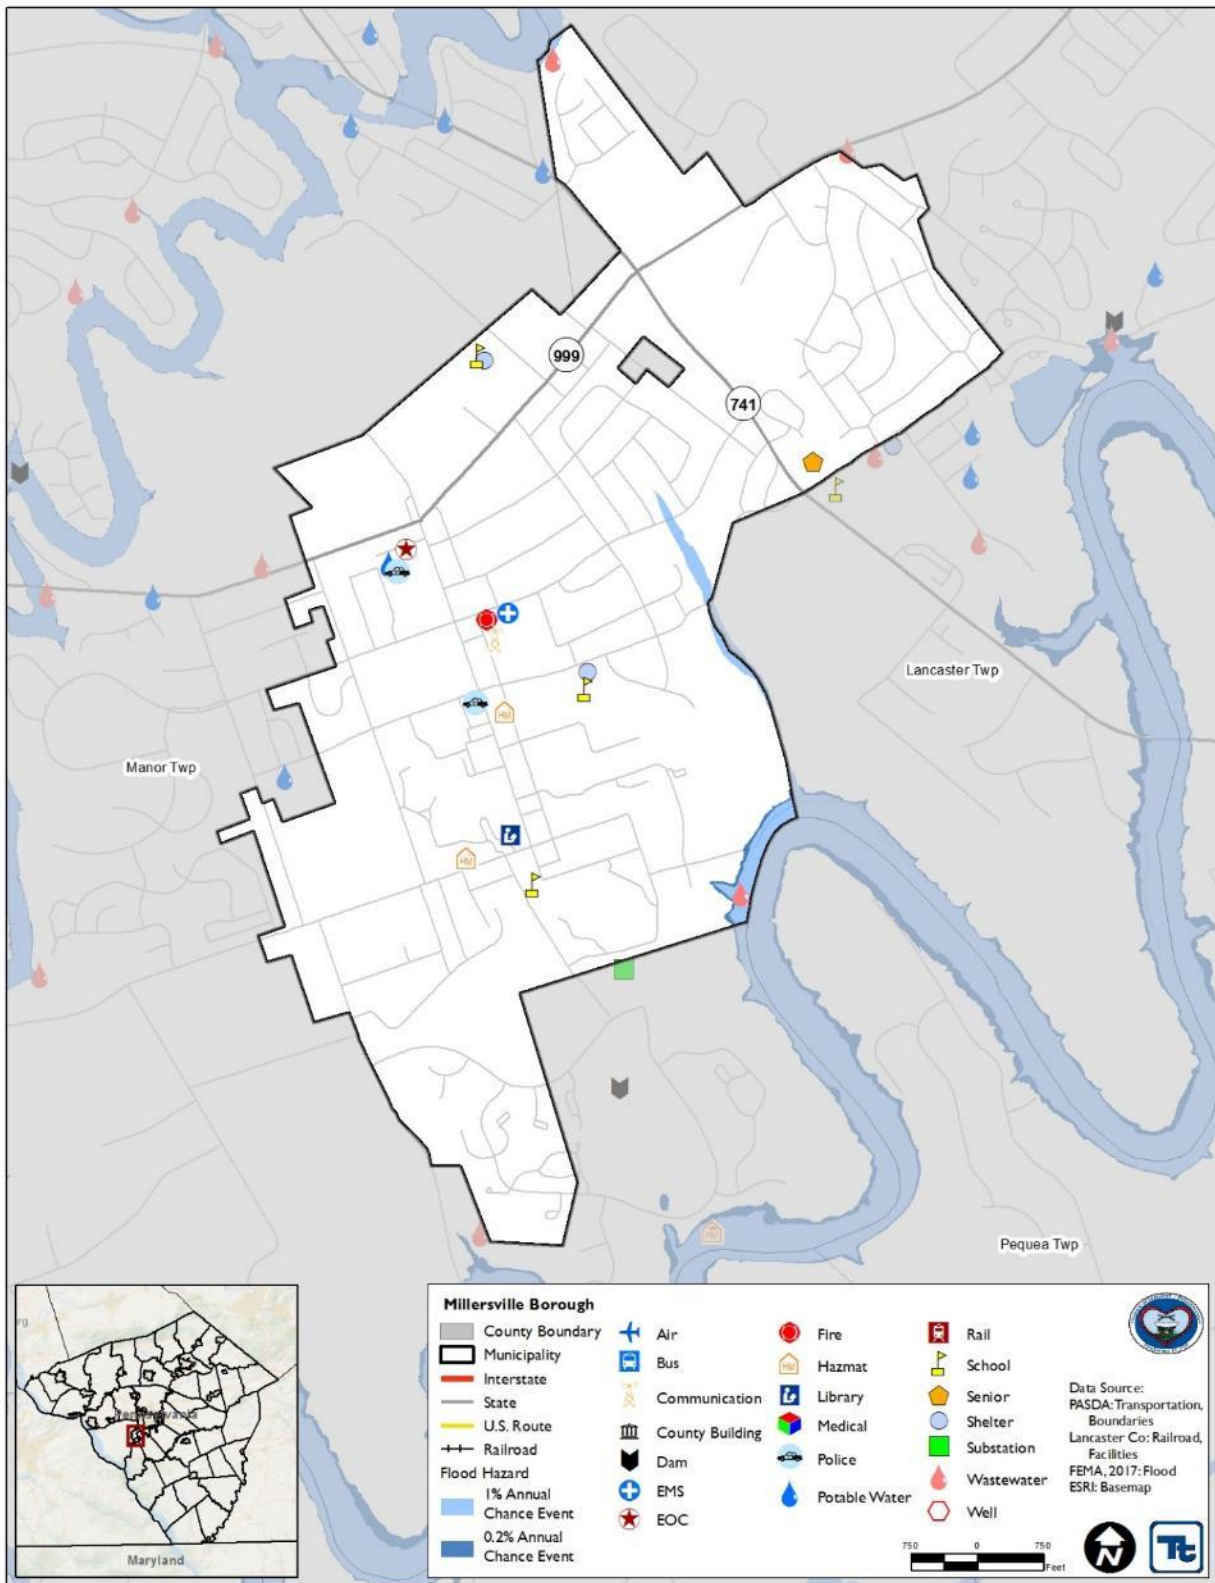 999
741
Lancaster Twp
Manor Twp
Pequea Twp
Millersville Borough
County Boundary
Municipality
Interstate
State
U.S. Route
Railroad
Flood Hazard
1% Annual
Chance Event
0.2% Annual
Chance Event
Air
Bus
Communication
County Building
Dam
EMS
EOC
Fire
HM
Hazmat
Library
Medical
Police
Potable Water
Rail
School
Senior
Shelter
Substation
Wastewater
Well
Data Source:
PASDA: Transportation,
Boundaries
Lancaster Co: Railroad,
Facilities
FEMA, 2017: Flood
ESRI: Basemap
750 0 750
Feet
N
Tt
Pennsylvania
Maryland